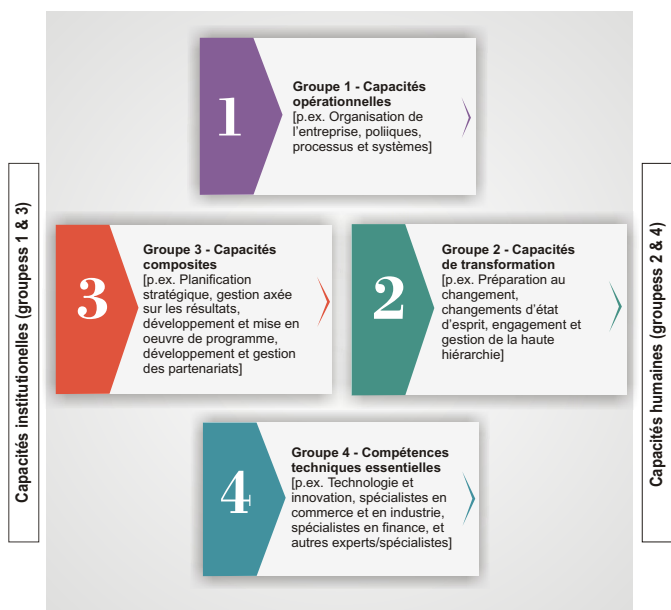 1
Groupe 1 - Capacités
opérationnelles
[p.ex. Organisation de
l'entreprise, poliiques,
processus et systèmes]
Capacités institutionelles (groupess 1 & 3)
3
Groupe 3 - Capacités
composites
[p.ex. Planification
stratégique, gestion axée
sur les résultats,
développement et mise en
oeuvre de programme,
développement et gestion
des partenariats]
2
Groupe 2 - Capacités
de transformation
[p.ex. Préparation au
changement,
changements d'état
d'esprit, engagement et
gestion de la haute
hiérarchie]
Capacités humaines (groupess 2 & 4)
4
Groupe 4 - Compétences
techniques essentielles
[p.ex. Technologie et
innovation, spécialistes en
commerce et en industrie,
spécialistes en finance, et
autres experts/spécialistes]